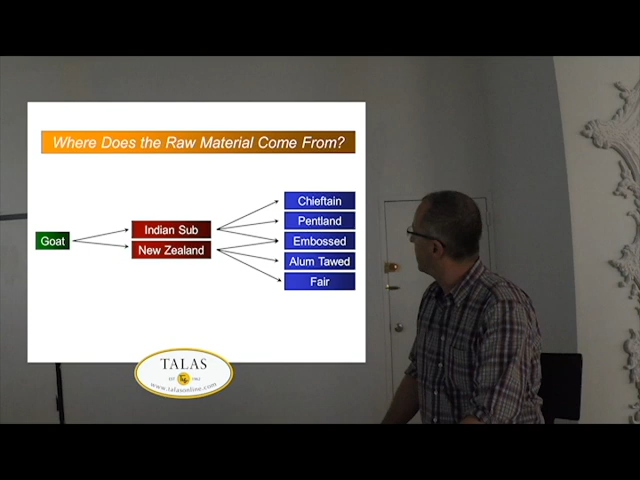 Where Does the Raw Material Come From?
Goat
Indian Sub
New Zealand
Chieftain
Pentland
Embossed
Alum Tawed
Fair
TALAS
www.talasonline.com